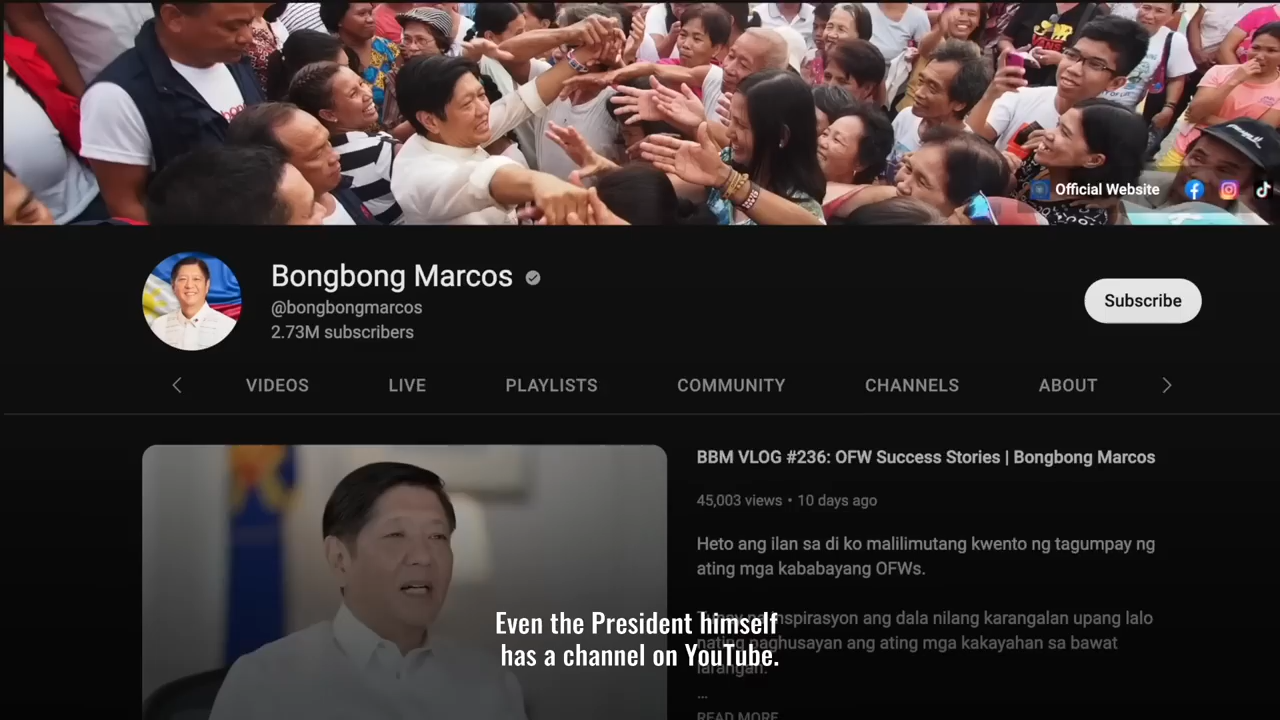 Official Website
Bongbong Marcos
@bongbongmarcos
2.73M subscribers
Subscribe
VIDEOS LIVE PLAYLISTS COMMUNITY CHANNELS ABOUT
BBM VLOG #236: OFW Success Stories | Bongbong Marcos
45,003 views • 10 days ago
Heto ang ilan sa di ko malilimutang kwento ng tagumpay ng
ating mga kababayang OFWs.
Tunay na inspirasyon ang dala nilang karangalan upang lalo
nating paghusayan ang ating mga kakayahan sa bawat
larangan.
...
READ MORE
Even the President himself
has a channel on YouTube.